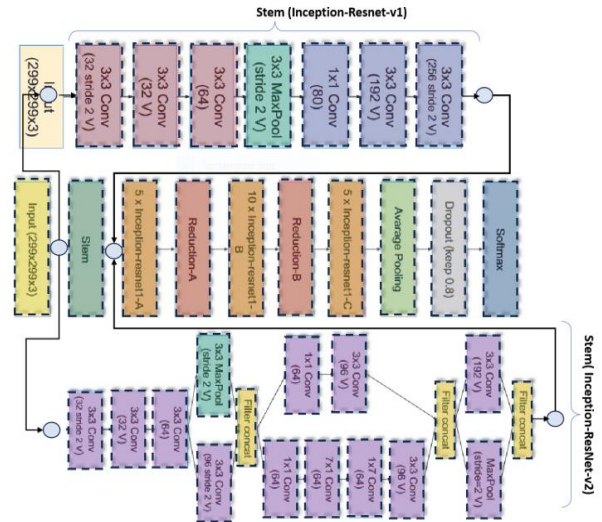 Stem (Inception-Resnet-v1)
Input
(299x299x3)
3x3 Conv
(32 stride 2 V)
3x3 Conv
(32 V)
3x3 Conv
(64)
3x3 MaxPool
(stride 2 V)
1x1 Conv
(80)
3x3 Conv
(192 V)
3x3 Conv
(256 stride 2 V)
Input (299x299x3)
Stem
5 x Inception-resnet1-A
Reduction-A
10 x Inception-resnet1-
B
Reduction-B
5 x Inception-resnet1-C
Avarage Pooling
Dropout (keep 0.8)
Softmax
Stem( Inception-ResNet-v2)
3x3 Conv
(32 stride 2 V)
3x3 Conv
(32 V)
3x3 Conv
(64)
3x3 MaxPool
(stride 2 V)
3x3 Conv
(96 stride 2 V)
Filter concat
1x1 Conv
(64)
3x3 Conv
(96 V)
1x1 Conv
(64)
7x1 Conv
(64)
1x7 Conv
(64)
3x3 Conv
(96 V)
Filter concat
3x3 Conv
(192 V)
MaxPool
(stride=2 V)
Filter concat